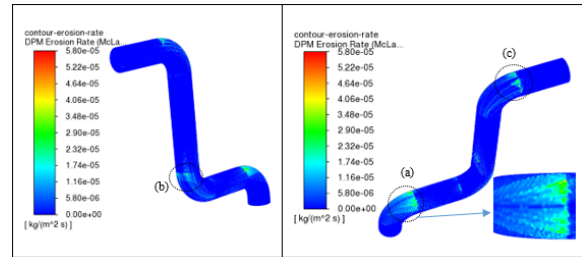 contour-erosion-rate
DPM Erosion Rate (McLa...
5.80e-05
5.22e-05
4.64e-05
4.06e-05
3.48e-05
2.90e-05
2.32e-05
1.74e-05
1.16e-05
5.80e-06
0.00e+00
[ kg/(m^2 s) ]
(b)
contour-erosion-rate
DPM Erosion Rate (McLa...
5.80e-05
5.22e-05
4.64e-05
4.06e-05
3.48e-05
2.90e-05
2.32e-05
1.74e-05
1.16e-05
5.80e-06
0.00e+00
[ kg/(m^2 s) ]
(c)
(a)